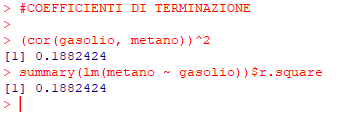 > #COEFFICIENTI DI TERMINAZIONE
>
> (cor(gasolio, metano))^2
[1] 0.1882424
> summary(lm(metano ~ gasolio))$r.square
[1] 0.1882424
>